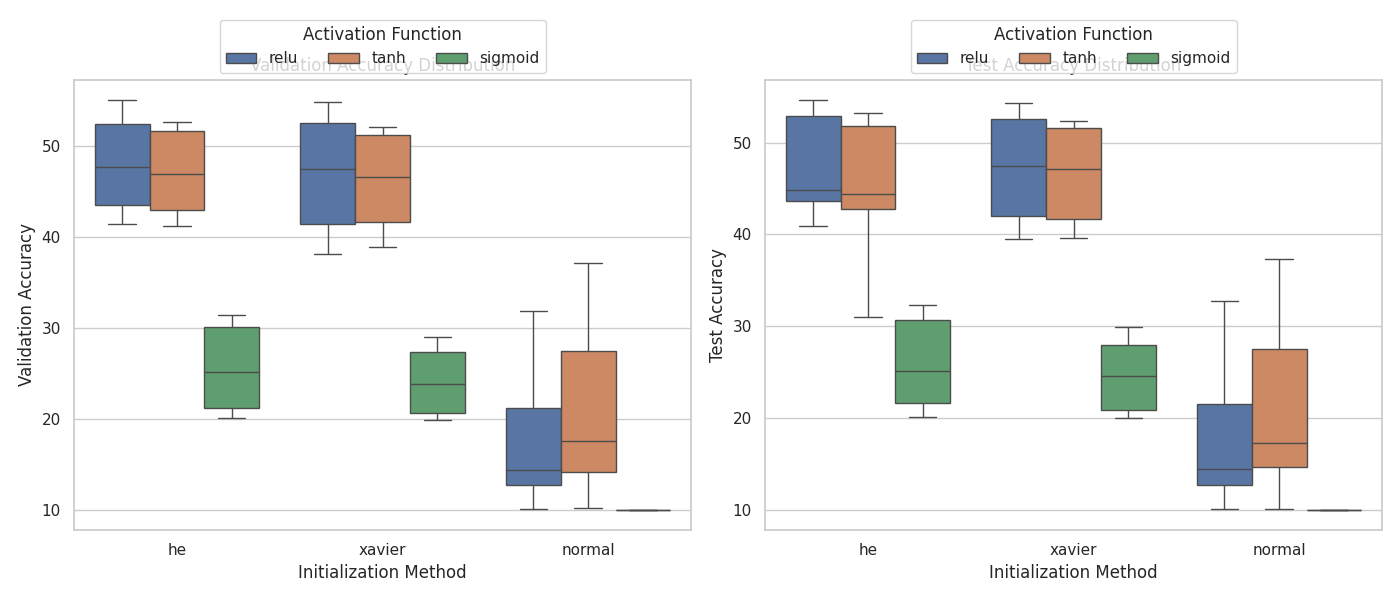 Activation Function
relu tanh sigmoid
Validation Accuracy Distribution
50
40
30
20
10
Validation Accuracy
he xavier normal
Initialization Method
Activation Function
relu tanh sigmoid
Test Accuracy Distribution
50
40
30
20
10
Test Accuracy
he xavier normal
Initialization Method